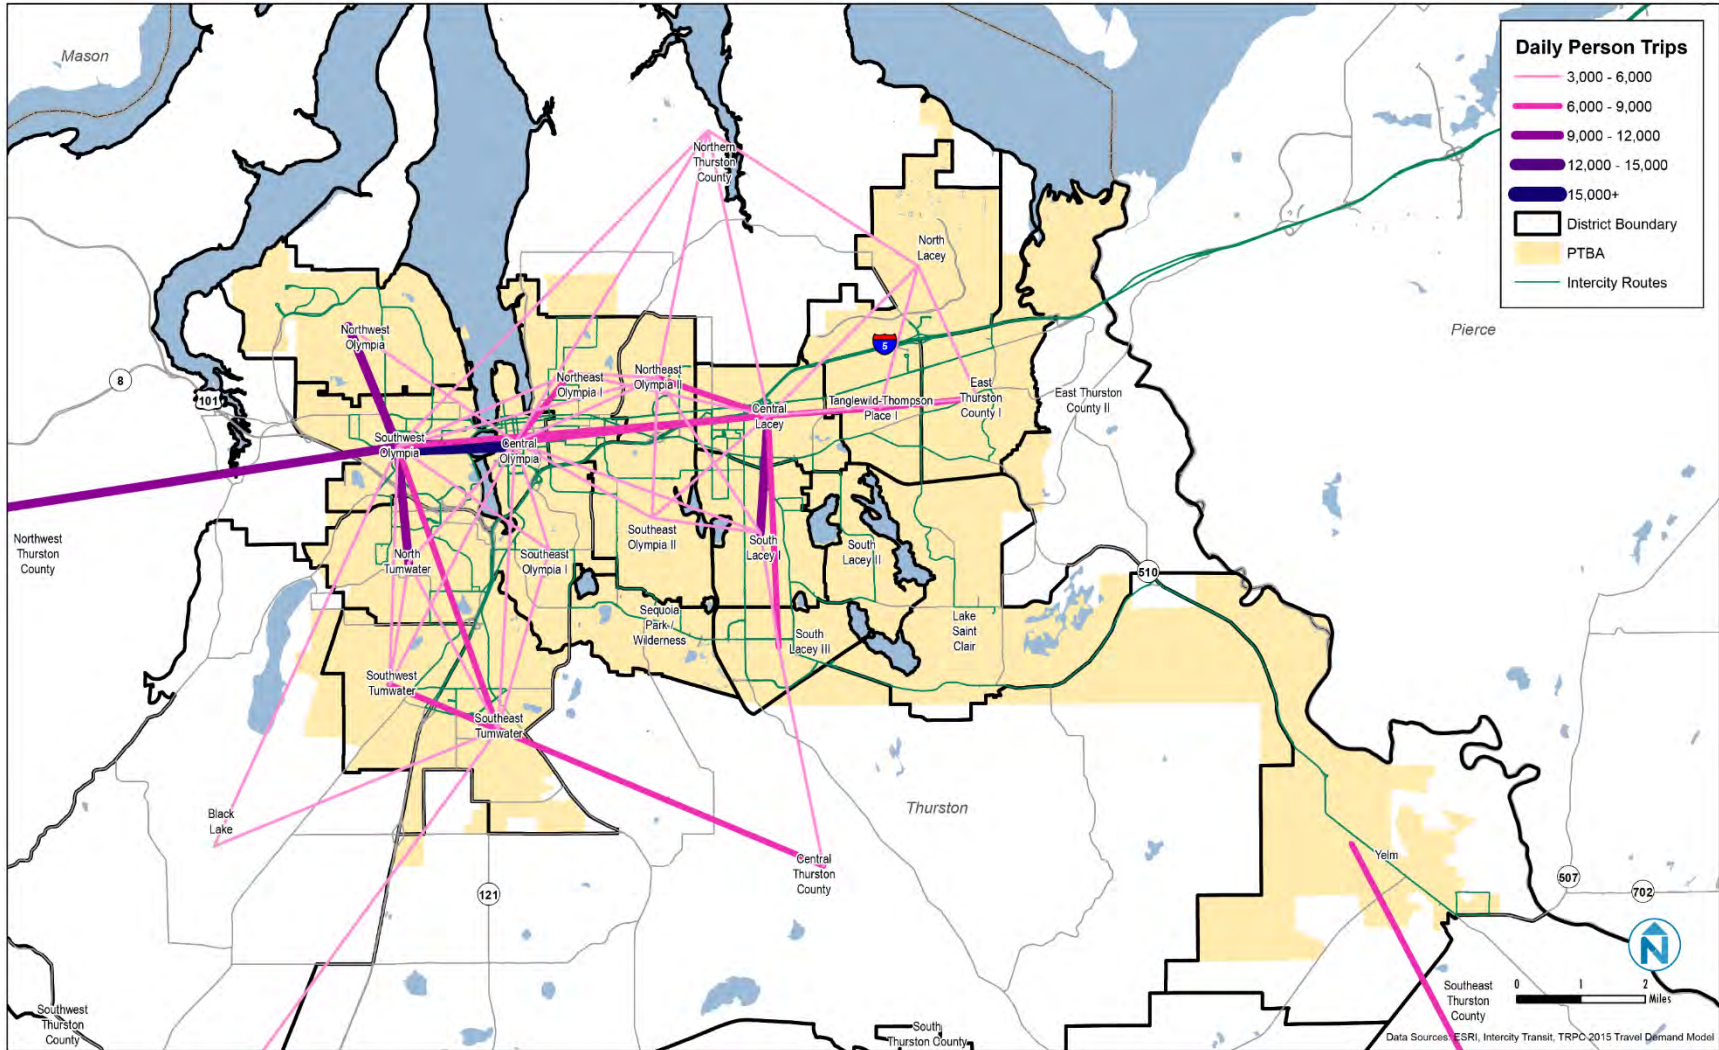 Mason
Daily Person Trips
3,000 - 6,000
6,000 - 9,000
9,000 - 12,000
12,000 - 15,000
15,000+
District Boundary
PTBA
Intercity Routes
Northern
Thurston
County
North
Lacey
Pierce
5
Northwest
Olympia
8
101
Northeast
Olympia I
Northeast
Olympia II
Central
Lacey
Tanglewild-Thompson
Place I
East
Thurston
County I
East Thurston
County II
Southwest
Olympia
Central
Olympia
Northwest
Thurston
County
North
Tumwater
Southeast
Olympia I
Southeast
Olympia II
South
Lacey I
South
Lacey II
510
Sequoia
Park /
Wilderness
South
Lacey III
Lake
Saint
Clair
Southwest
Tumwater
Southeast
Tumwater
Black
Lake
Thurston
Central
Thurston
County
Yelm
507
702
121
N
Southwest
Thurston
County
South
Thurston County
Southeast
Thurston
County
0 1 2
Miles
Data Sources: ESRI, Intercity Transit, TRPC 2015 Travel Demand Model